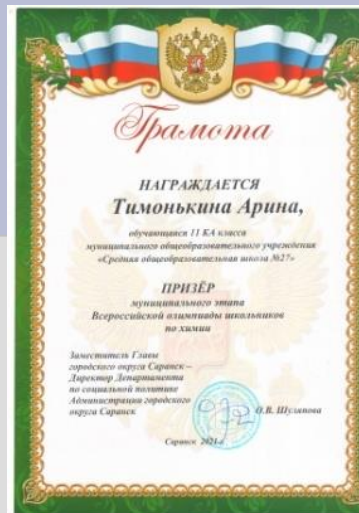 Грамота
НАГРАЖДАЕТСЯ
Тимонькина Арина,
обучающаяся 11 КА класса
муниципального общеобразовательного учреждения
«Средняя общеобразовательная школа №27»
ПРИЗЁР
муниципального этапа
Всероссийской олимпиады школьников
по химии
Заместитель Главы
городского округа Саранск –
Директор Департамента
по социальной политике
Администрации городского
округа Саранск
О.В. Шуляпова
Саранск 2021 г.